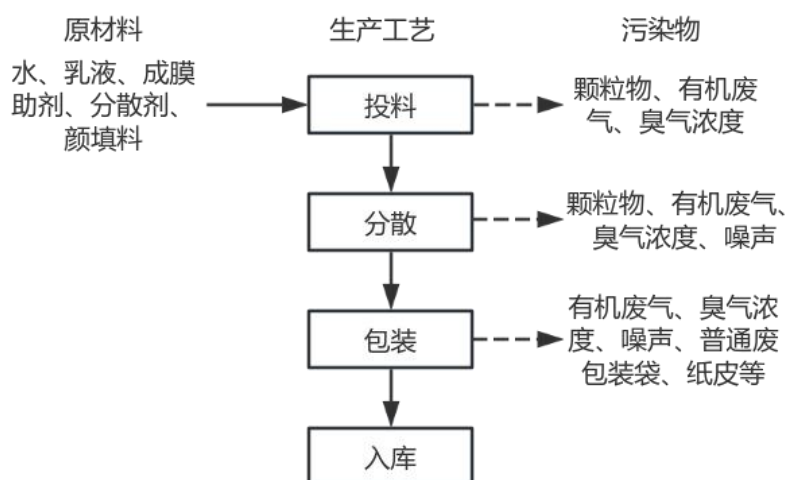 原材料
生产工艺
污染物
水、乳液、成膜
助剂、分散剂、
颜填料
投料
颗粒物、有机废
气、臭气浓度
分散
颗粒物、有机废气、
臭气浓度、噪声
包装
有机废气、臭气浓
度、噪声、普通废
包装袋、纸皮等
入库